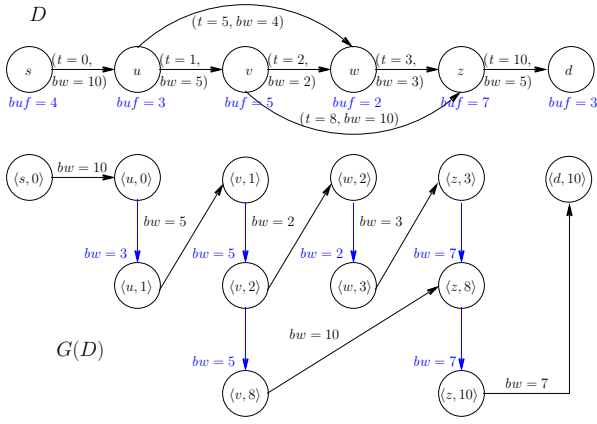 D
(t = 5, bw = 4)
(t = 0, (t = 1, (t = 2, (t = 3, (t = 10,
s u v w z d
bw = 10) bw = 5) bw = 2) bw = 3) bw = 5)
buf = 4 buf = 3 buf = 5 buf = 2 buf = 7 buf = 3
(t = 8, bw = 10)
bw = 10
⟨s, 0⟩ ⟨u, 0⟩ ⟨v, 1⟩ ⟨w, 2⟩ ⟨z, 3⟩ ⟨d, 10⟩
bw = 5 bw = 2 bw = 3
bw = 3 bw = 5 bw = 2 bw = 7
⟨u, 1⟩ ⟨v, 2⟩ ⟨w, 3⟩ ⟨z, 8⟩
bw = 10
G(D)
bw = 5 bw = 7
bw = 7
⟨v, 8⟩ ⟨z, 10⟩